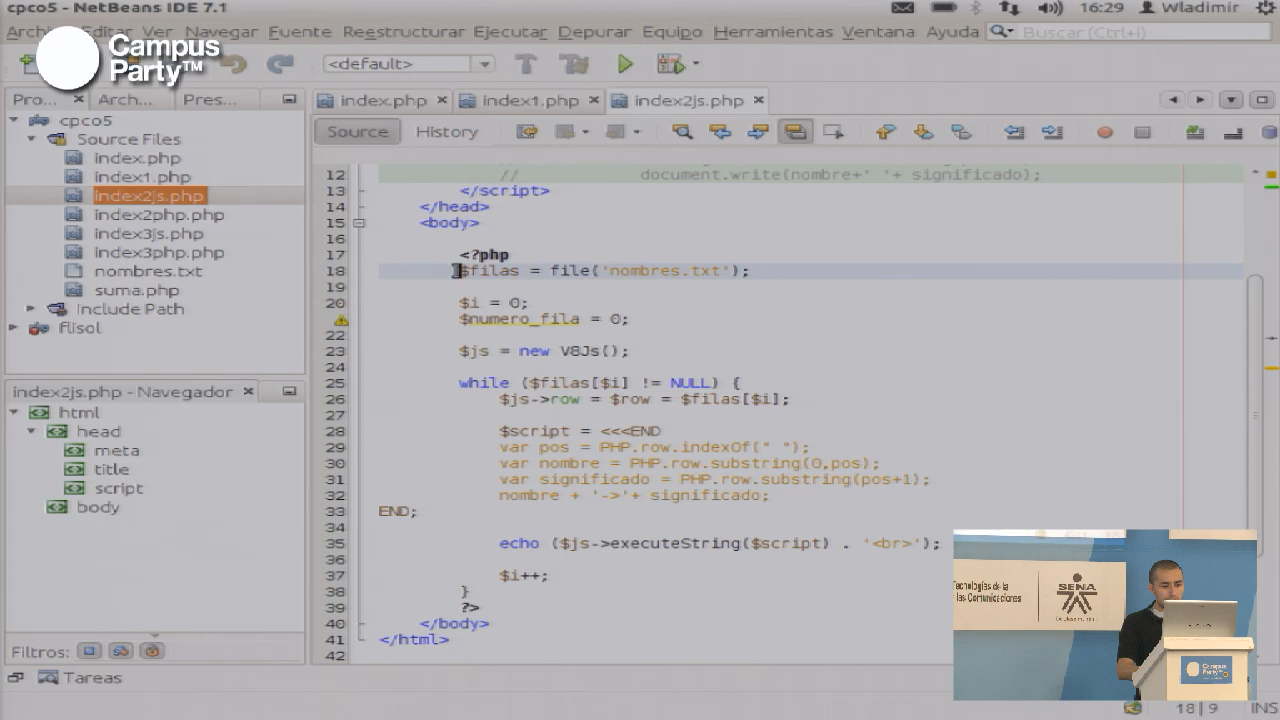 cpco5 - NetBeans IDE 7.1
16:29
Wladimir
Editar Ver Navegar Fuente Reestructurar Ejecutar Depurar Equipo Herramientas Ventana Ayuda
Buscar (Ctrl+I)
Campus
Party™
<default>
Pro...
Arch...
Pres...
index.php
index1.php
index2js.php
Source
History
cpco5
Source Files
index.php
index1.php
index2js.php
index2php.php
index3js.php
index3php.php
nombres.txt
suma.php
Include Path
flisol
index2js.php - Navegador
html
head
meta
title
script
body
Filtros:
Tareas
12 // document.write(nombre+' '+ significado);
13 </script>
14 </head>
15 <body>
16
17 <?php
18 $filas = file('nombres.txt');
19
20 $i = 0;
$numero_fila = 0;
22
23 $js = new V8Js();
24
25 while ($filas[$i] != NULL) {
26 $js->row = $row = $filas[$i];
27
28 $script = <<<END
29 var pos = PHP.row.indexOf(" ");
30 var nombre = PHP.row.substring(0,pos);
31 var significado = PHP.row.substring(pos+1);
32 nombre + '->'+ significado;
33 END;
34
35 echo ($js->executeString($script) . '<br>');
36
37 $i++;
38 }
39 ?>
40 </body>
41 </html>
42
Tecnologías de la
las Comunicaciones
SENA
Campus
Party
18|9
INS